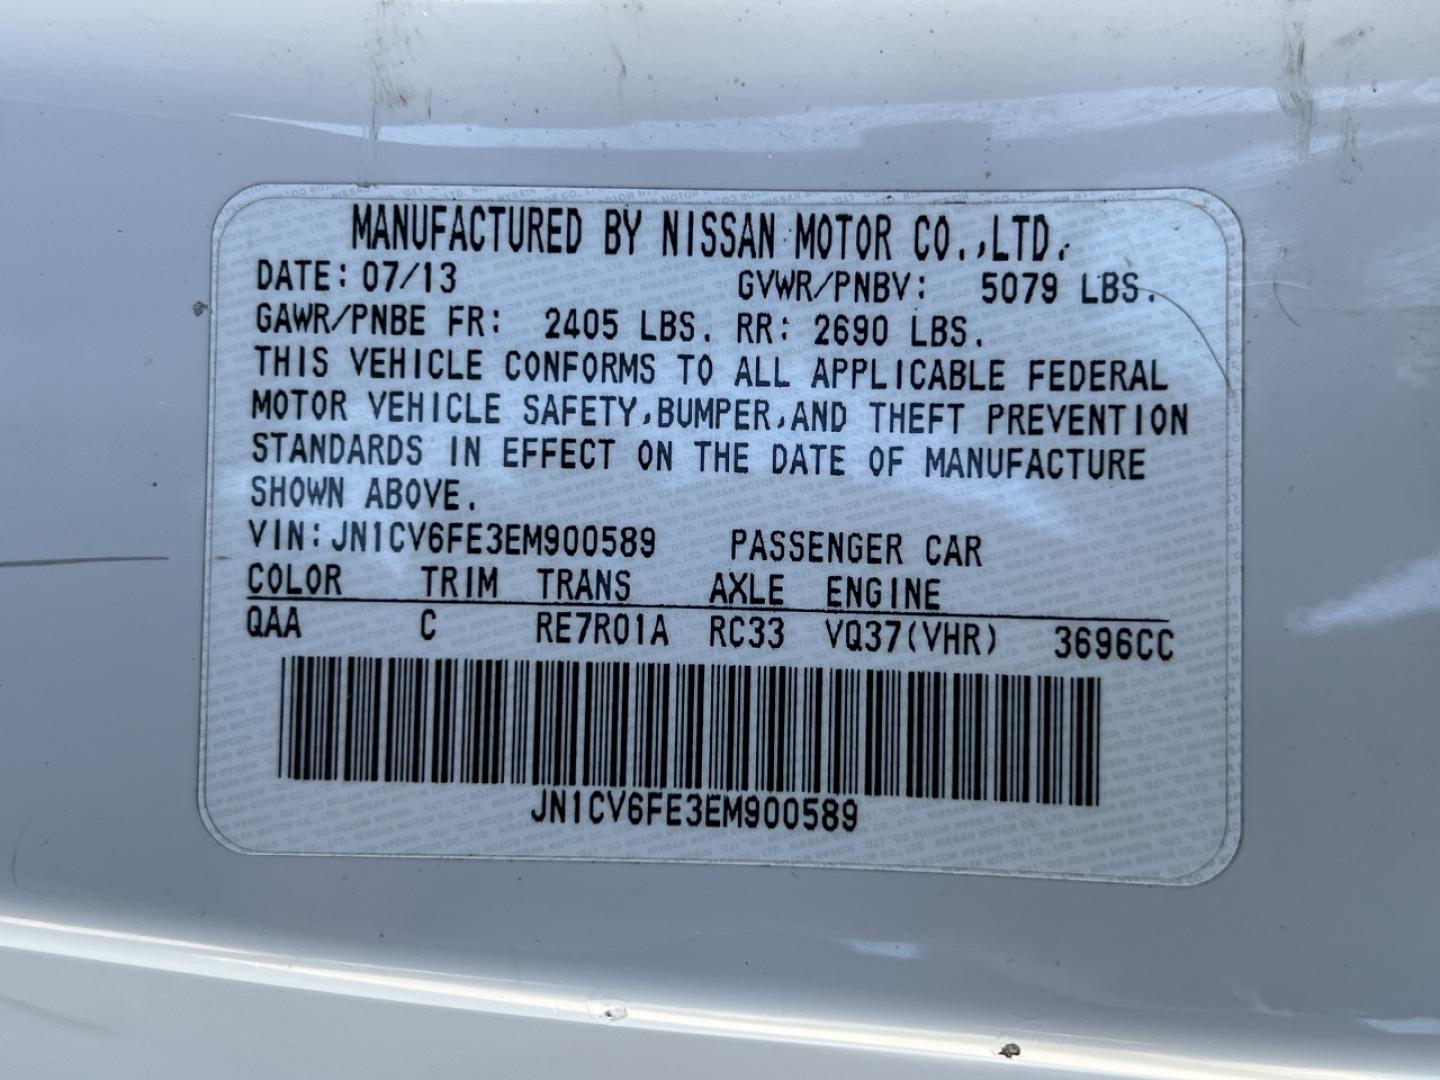 MANUFACTURED BY NISSAN MOTOR CO.,LTD.
DATE: 07/13 GVWR/PNBV: 5079 LBS.
GAWR/PNBE FR: 2405 LBS. RR: 2690 LBS.
THIS VEHICLE CONFORMS TO ALL APPLICABLE FEDERAL
MOTOR VEHICLE SAFETY,BUMPER,AND THEFT PREVENTION
STANDARDS IN EFFECT ON THE DATE OF MANUFACTURE
SHOWN ABOVE.
VIN:JN1CV6FE3EM900589 PASSENGER CAR
COLOR TRIM TRANS AXLE ENGINE
QAA C RE7R01A RC33 VQ37(VHR) 3696CC
JN1CV6FE3EM900589